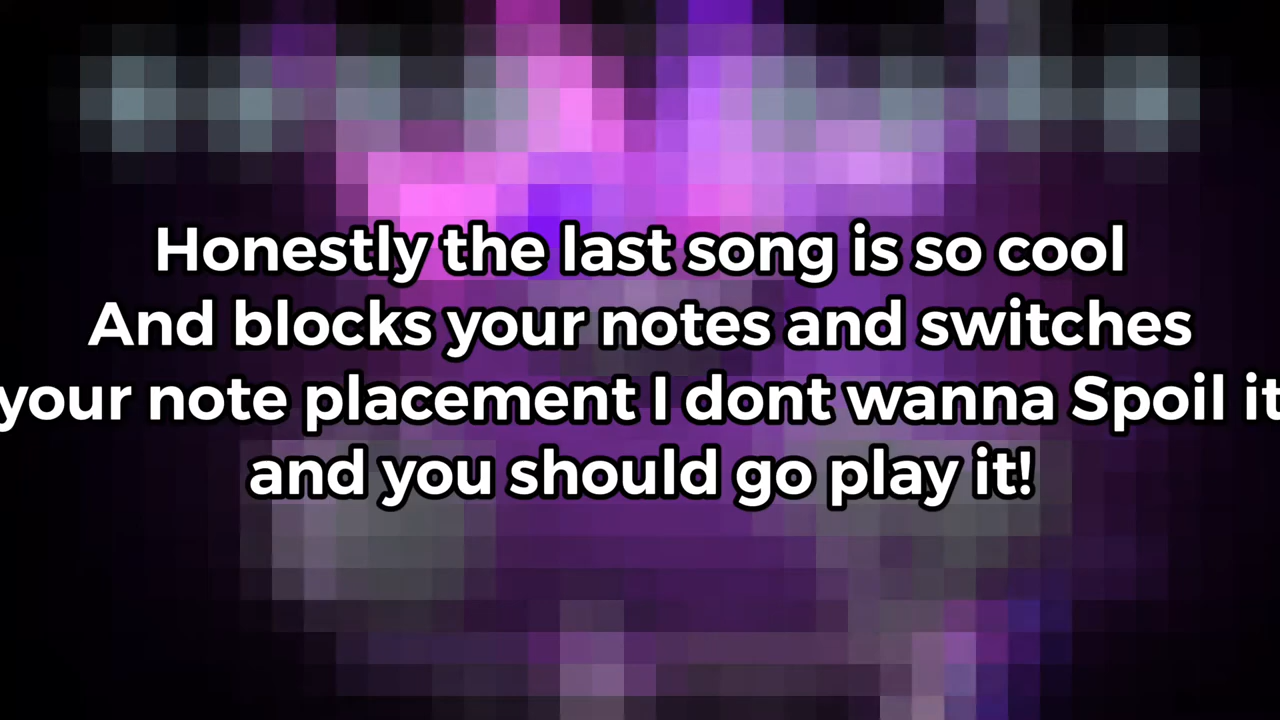 Honestly the last song is so cool
And blocks your notes and switches
your note placement I dont wanna Spoil it
and you should go play it!